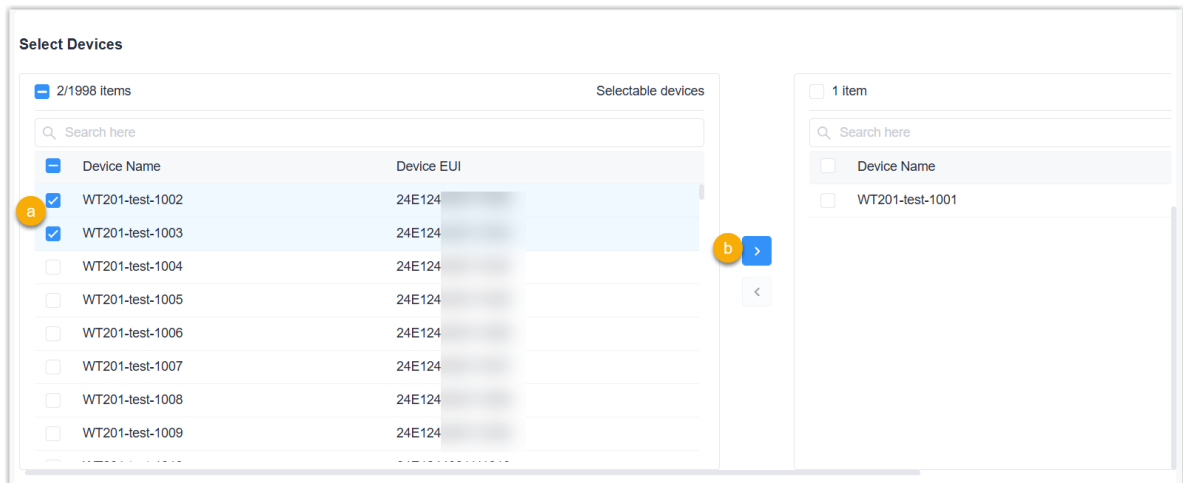 Select Devices
2/1998 items Selectable devices
1 item
Search here
Search here
Device Name Device EUI
Device Name
WT201-test-1002 24E124
WT201-test-1001
a
WT201-test-1003 24E124
b
WT201-test-1004 24E124
WT201-test-1005 24E124
WT201-test-1006 24E124
WT201-test-1007 24E124
WT201-test-1008 24E124
WT201-test-1009 24E124